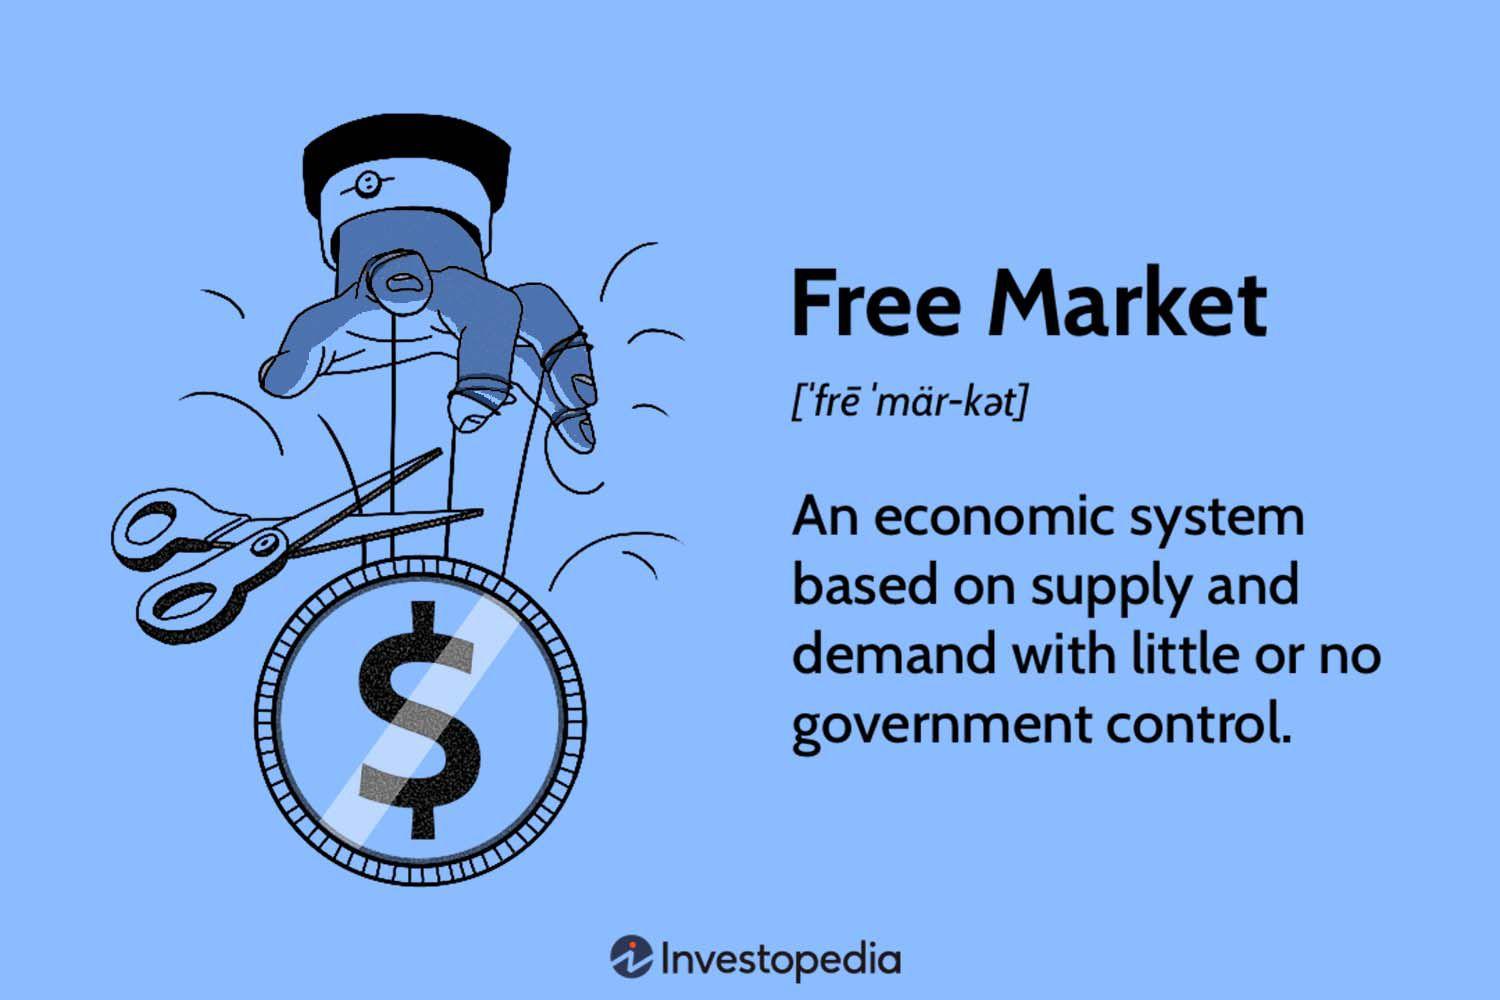 Free Market
[ˈfrē ˈmär-kət]
An economic system
based on supply and
demand with little or no
government control.
$
Investopedia